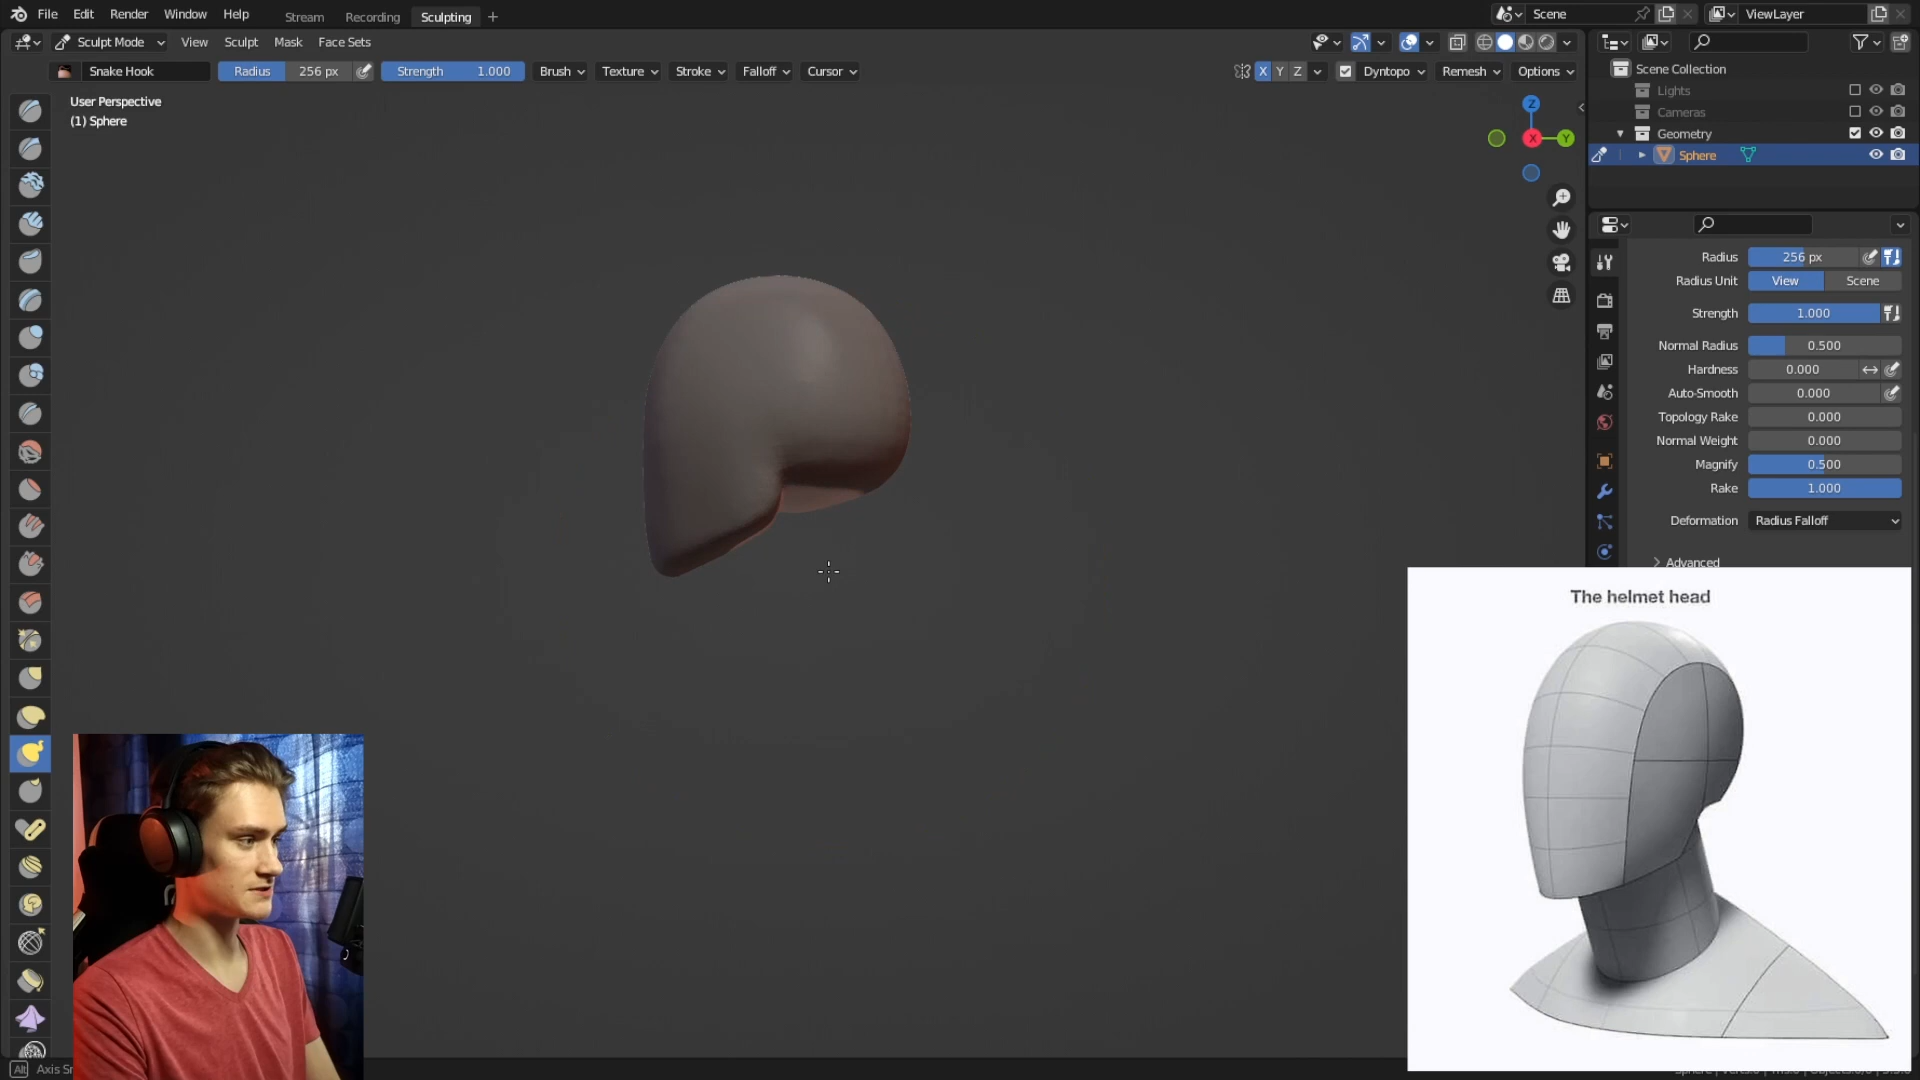 File Edit Render Window Help Stream Recording Sculpting Scene ViewLayer
Sculpt Mode View Sculpt Mask Face Sets
Snake Hook Radius 256 px Strength 1.000 Brush Texture Stroke Falloff Cursor X Y Z Dyntopo Remesh Options
User Perspective
(1) Sphere
Z
X
Y
Scene Collection
Lights
Cameras
Geometry
Sphere
Radius 256 px
Radius Unit View Scene
Strength 1.000
Normal Radius 0.500
Hardness 0.000
Auto-Smooth 0.000
Topology Rake 0.000
Normal Weight 0.000
Magnify 0.500
Rake 1.000
Deformation Radius Falloff
Advanced
The helmet head
Alt Axis